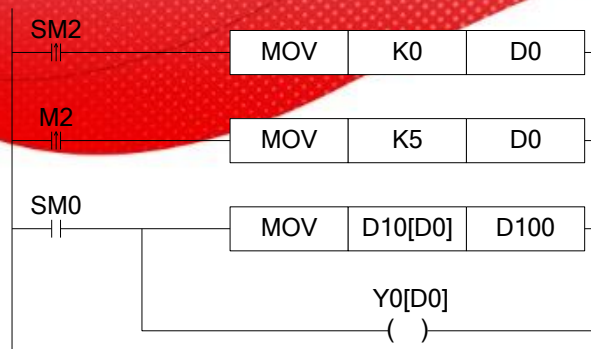 SM2
MOV K0 D0
M2
MOV K5 D0
SM0
MOV D10[D0] D100
Y0[D0]
( )